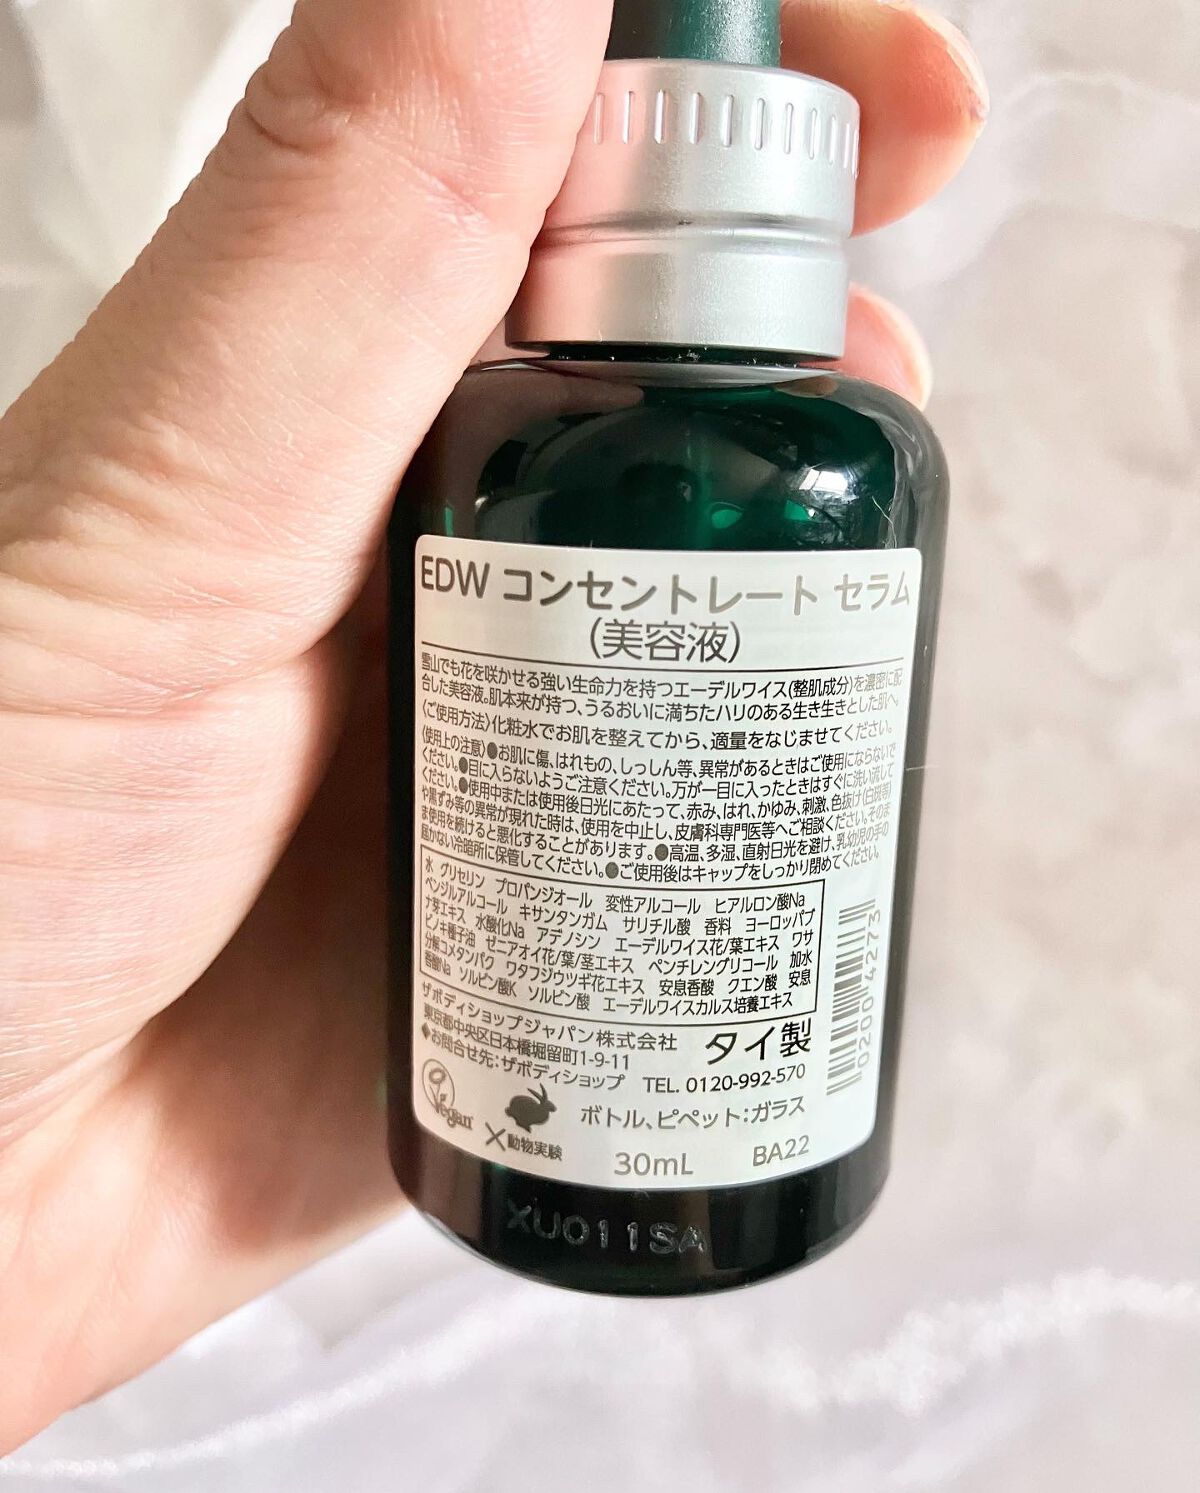 EDW コンセントレート セラム
(美容液)
雪山でも花を咲かせる強い生命力を持つエーデルワイス(整肌成分)を濃密に配
合した美容液。肌本来が持つ、うるおいに満ちたハリのある生き生きとした肌へ。
〈ご使用方法〉化粧水でお肌を整えてから、適量をなじませてください。
〈使用上の注意〉●お肌に傷、はれもの、しっしん等、異常があるときはご使用にならないで
ください。●目に入らないようご注意ください。万が一目に入ったときはすぐに洗い流して
ください。●使用中または使用後日光にあたって、赤み、はれ、かゆみ、刺激、色抜け(白斑等)
や黒ずみ等の異常が現れた時は、使用を中止し、皮膚科専門医等へご相談ください。そのま
ま使用を続けると悪化することがあります。●高温、多湿、直射日光を避け、乳幼児の手の
届かない冷暗所に保管してください。●ご使用後はキャップをしっかり閉めてください。
水 グリセリン プロパンジオール 変性アルコール ヒアルロン酸Na
ベンジルアルコール キサンタンガム サリチル酸 香料 ヨーロッパブ
ナ芽エキス 水酸化Na アデノシン エーデルワイス花/葉エキス ワサ
ビノキ種子油 ゼニアオイ花/葉/茎エキス ペンチレングリコール 加水
分解コメタンパク ワタフジウツギ花エキス 安息香酸 クエン酸 安息
香酸Na ソルビン酸K ソルビン酸 エーデルワイスカルス培養エキス
ザボディショップジャパン株式会社 タイ製
東京都中央区日本橋堀留町1-9-11
◆お問合せ先:ザボディショップ TEL. 0120-992-570
Vegan
×動物実験
ボトル、ピペット:ガラス
30mL BA22
02004273
XU011SA